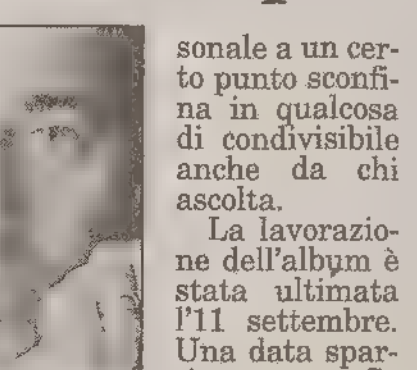 sonale a un cer-
to punto sconfi-
na in qualcosa
di condivisibile
anche da chi
ascolta.
La lavorazio-
ne dell'album è
stata ultimata
l'11 settembre.
Una data spar-